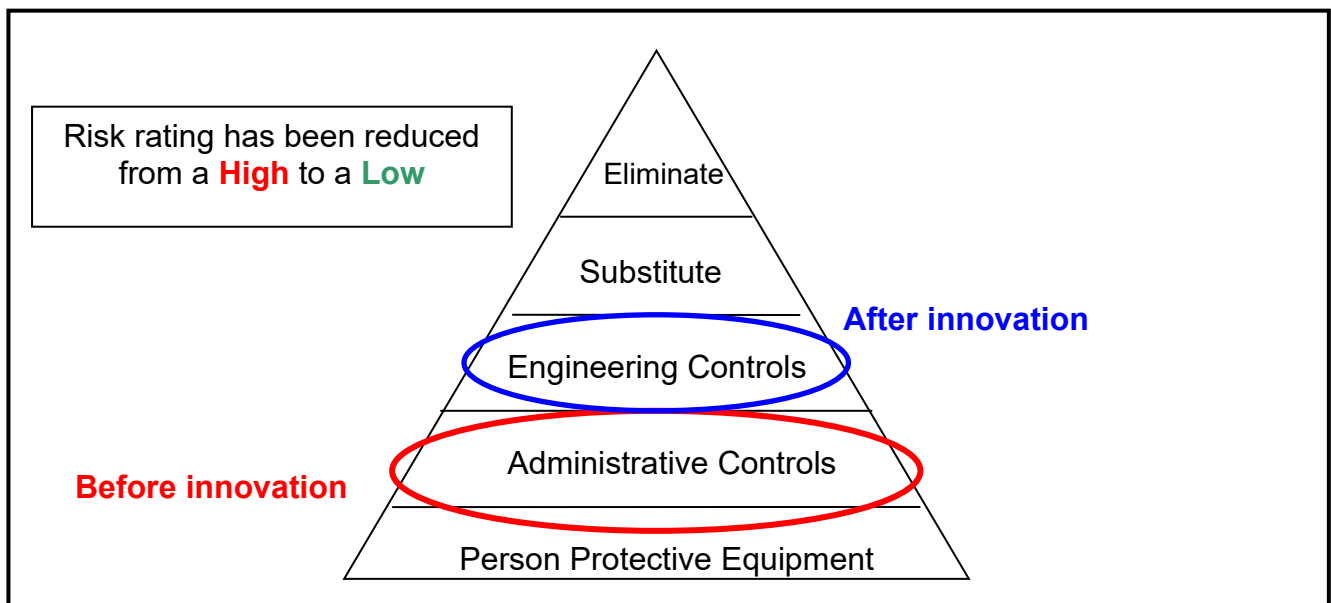 Risk rating has been reduced
from a High to a Low
Eliminate
Substitute
After innovation
Engineering Controls
Administrative Controls
Before innovation
Person Protective Equipment